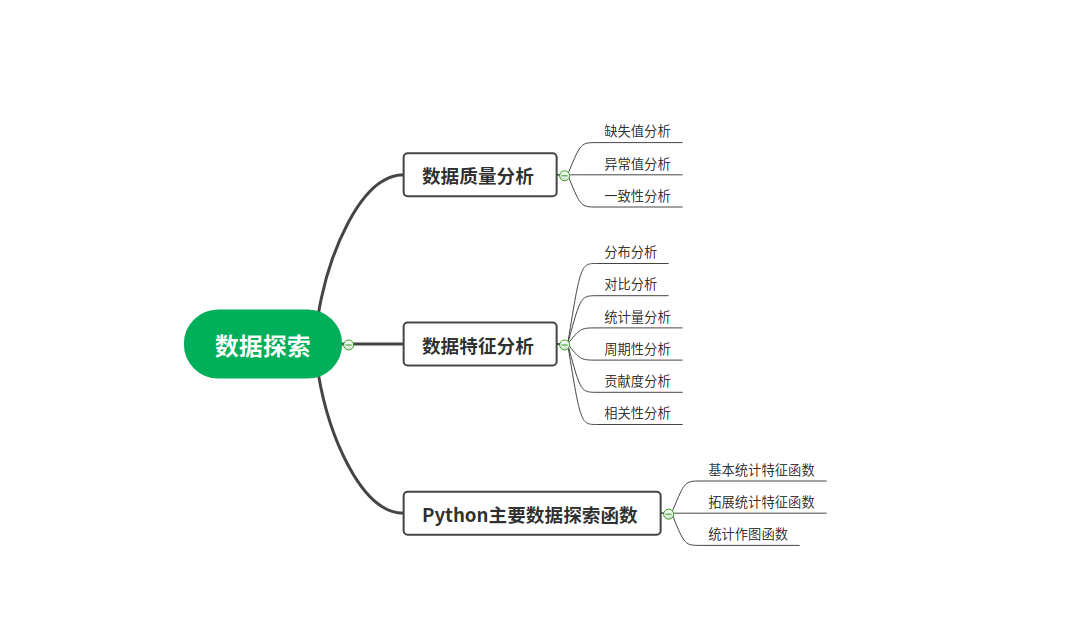 数据探索
数据质量分析
缺失值分析
异常值分析
一致性分析
数据特征分析
分布分析
对比分析
统计量分析
周期性分析
贡献度分析
相关性分析
Python主要数据探索函数
基本统计特征函数
拓展统计特征函数
统计作图函数